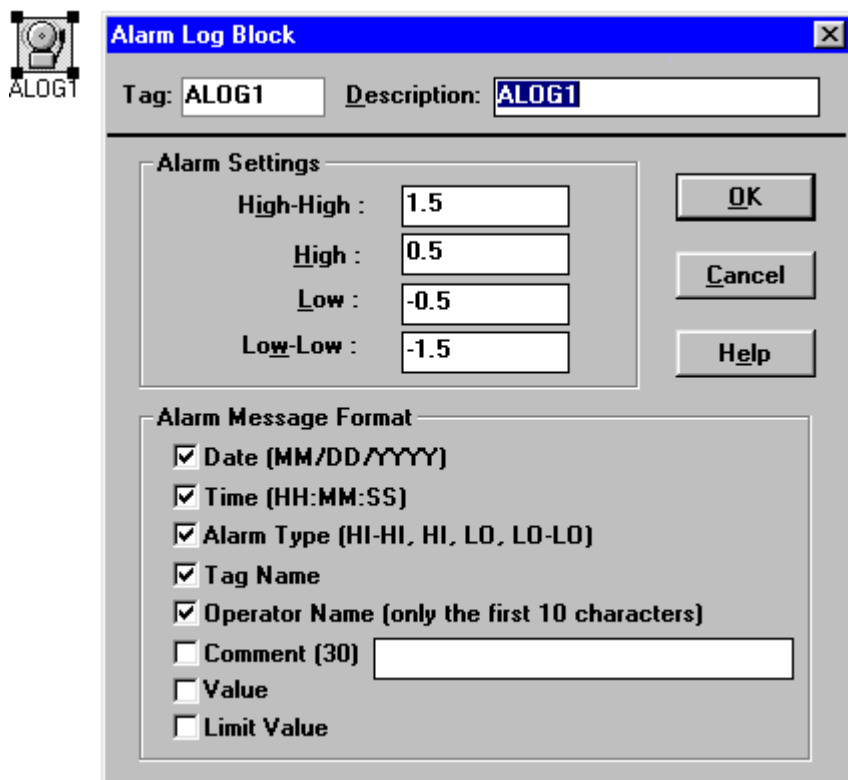 ALOG1
Alarm Log Block
Tag: ALOG1 Description: ALOG1
Alarm Settings
High-High : 1.5
High : 0.5
Low : -0.5
Low-Low : -1.5
OK
Cancel
Help
Alarm Message Format
Date (MM/DD/YYYY)
Time (HH:MM:SS)
Alarm Type (HI-HI, HI, LO, LO-LO)
Tag Name
Operator Name (only the first 10 characters)
Comment (30)
Value
Limit Value